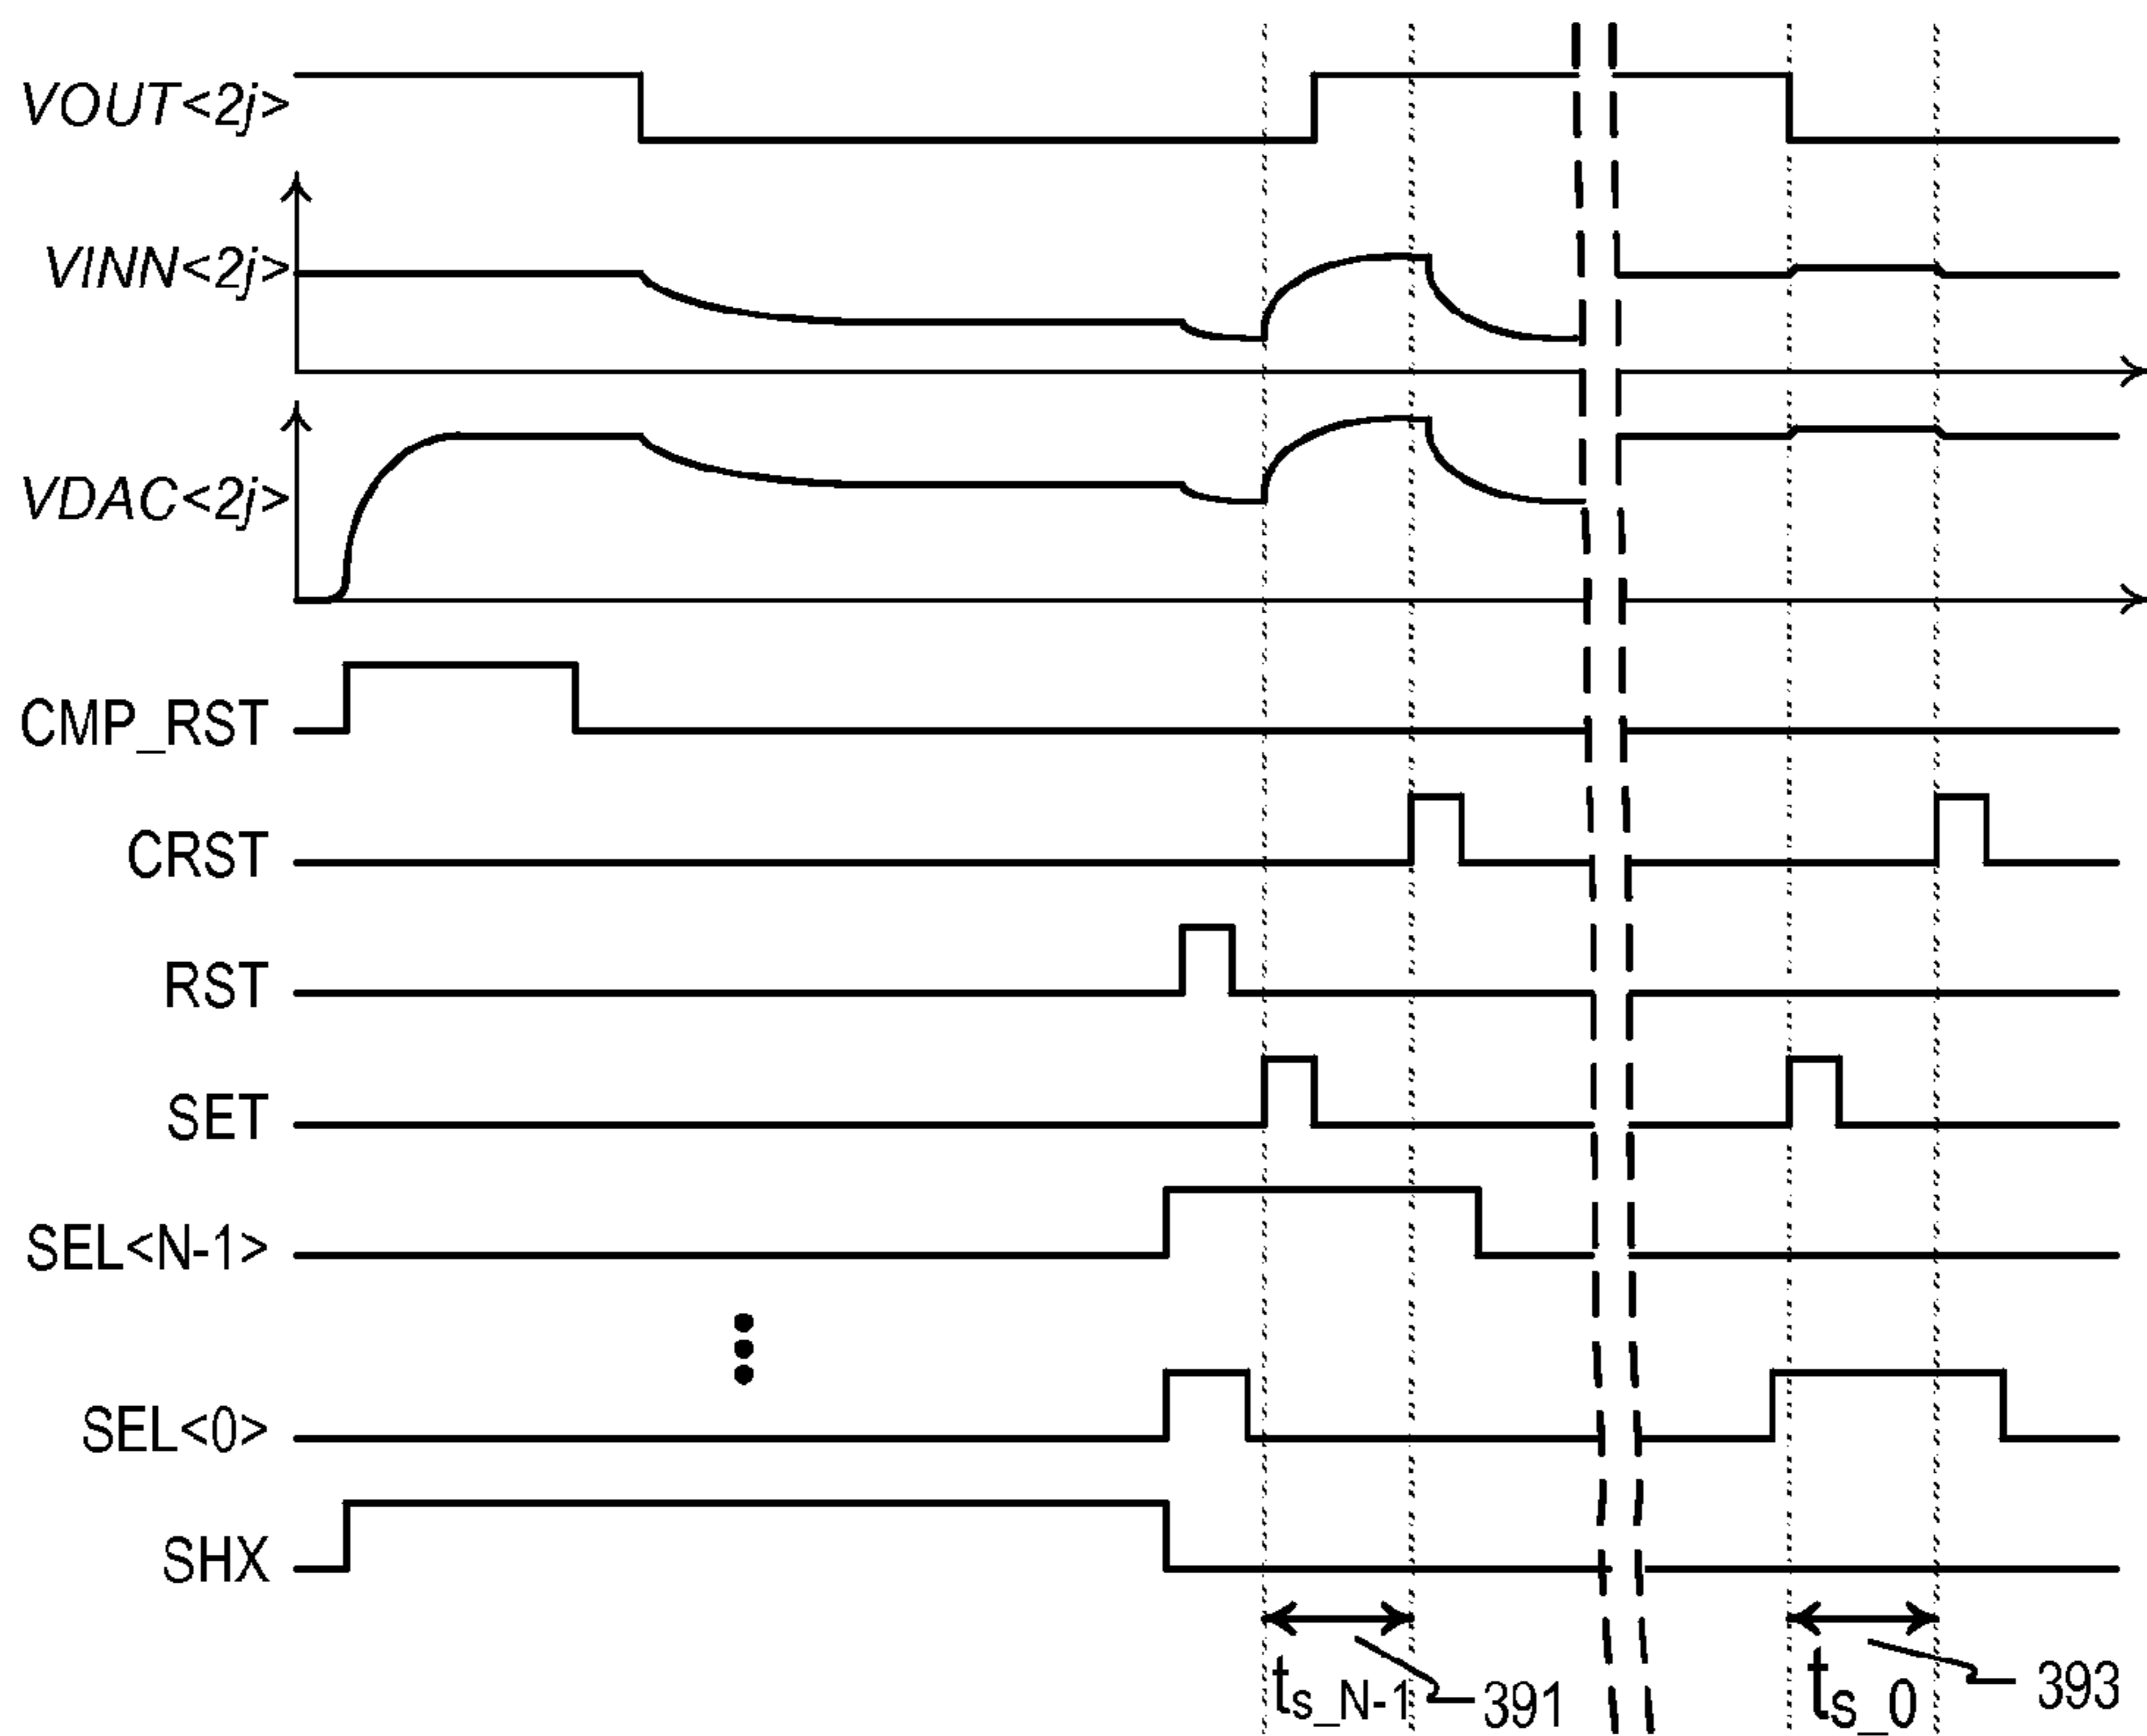 VOUT<2j>
VINN<2j>
VDAC<2j>
CMP_RST
CRST
RST
SET
SEL<N-1>
SEL<0>
SHX
ts_N-1 391
ts_0 393